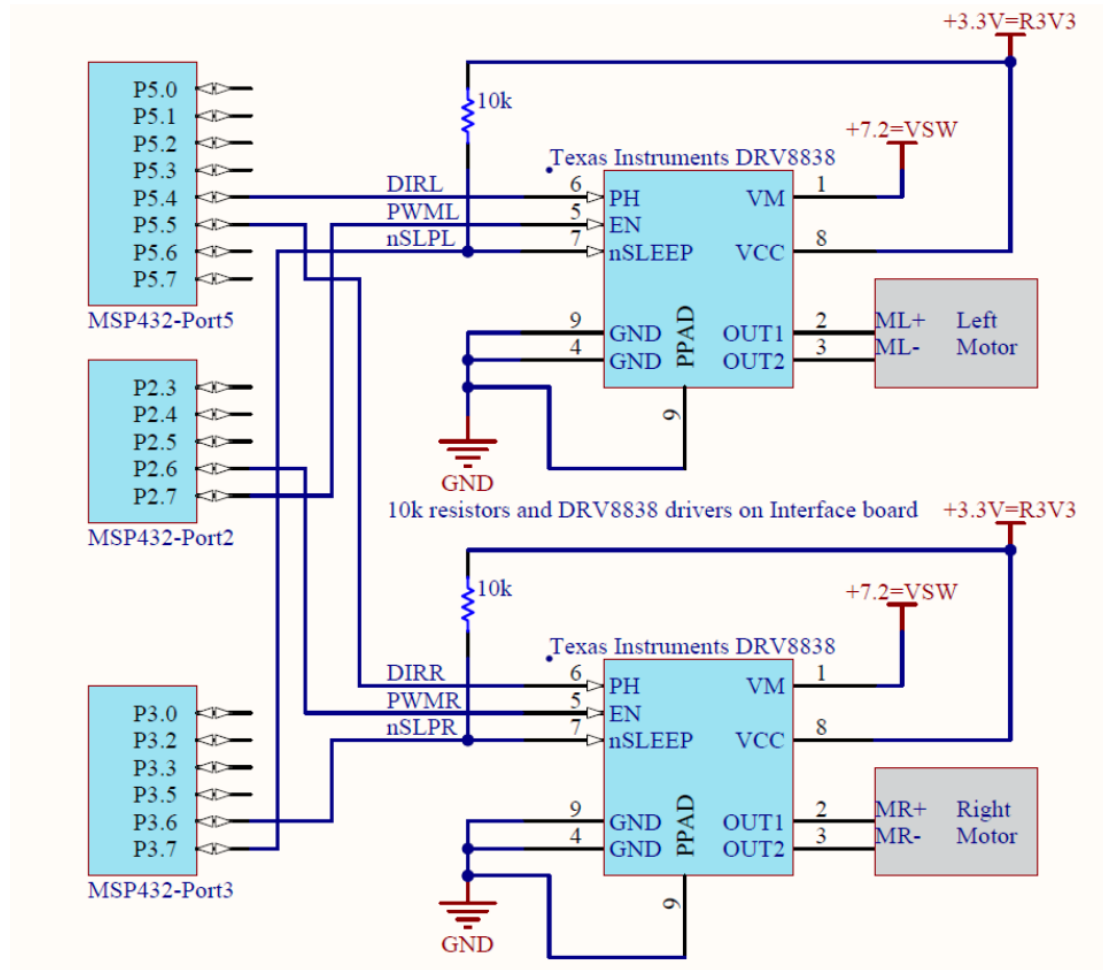 +3.3V=R3V3
P5.0
P5.1
P5.2
P5.3
P5.4
P5.5
P5.6
P5.7
MSP432-Port5
10k
+7.2=VSW
Texas Instruments DRV8838
DIRL 6 PH VM 1
PWML 5 EN
nSLPL 7 nSLEEP VCC 8
9 GND PPAD OUT1 2 ML+ Left
4 GND OUT2 3 ML- Motor
9
GND
P2.3
P2.4
P2.5
P2.6
P2.7
MSP432-Port2
10k resistors and DRV8838 drivers on Interface board
+3.3V=R3V3
10k
+7.2=VSW
Texas Instruments DRV8838
DIRR 6 PH VM 1
PWMR 5 EN
nSLPR 7 nSLEEP VCC 8
9 GND PPAD OUT1 2 MR+ Right
4 GND OUT2 3 MR- Motor
9
GND
P3.0
P3.2
P3.3
P3.5
P3.6
P3.7
MSP432-Port3